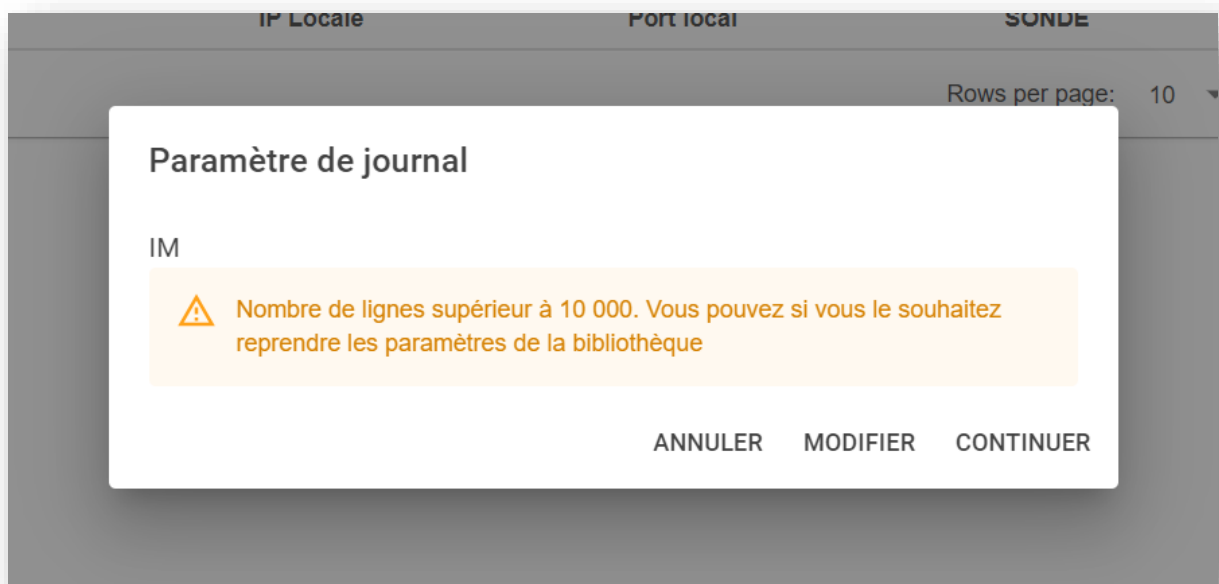 IP Locale Port local SONDE
Rows per page: 10
Paramètre de journal
IM
Nombre de lignes supérieur à 10 000. Vous pouvez si vous le souhaitez
reprendre les paramètres de la bibliothèque
ANNULER MODIFIER CONTINUER